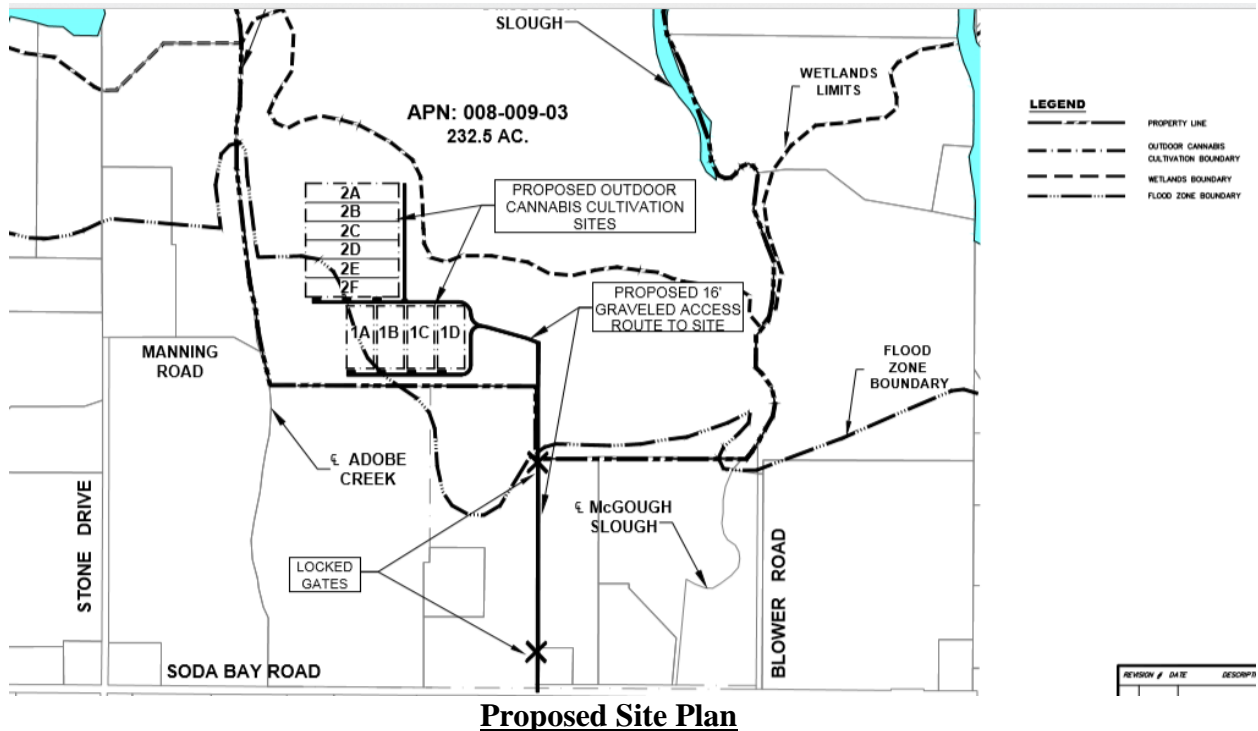 SLOUGH
WETLANDS
LIMITS
APN: 008-009-03
232.5 AC.
LEGEND
PROPERTY LINE
OUTDOOR CANNABIS
CULTIVATION BOUNDARY
WETLANDS BOUNDARY
FLOOD ZONE BOUNDARY
PROPOSED OUTDOOR
CANNABIS CULTIVATION
SITES
2A
2B
2C
2D
2E
2F
1A 1B 1C 1D
PROPOSED 16'
GRAVELED ACCESS
ROUTE TO SITE
MANNING
ROAD
FLOOD
ZONE
BOUNDARY
℄ ADOBE
CREEK
STONE DRIVE
℄ McGOUGH
SLOUGH
BLOWER ROAD
LOCKED
GATES
SODA BAY ROAD
REVISION # DATE
Proposed Site Plan